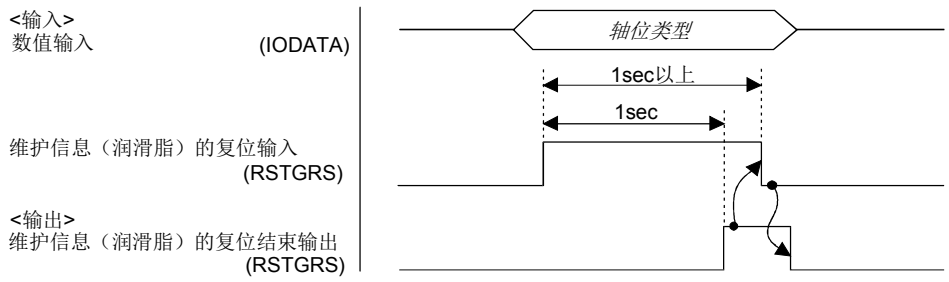 <输入>
数值输入 (IODATA)
轴位类型
1sec以上
1sec
维护信息（润滑脂）的复位输入
(RSTGRS)
<输出>
维护信息（润滑脂）的复位结束输出
(RSTGRS)